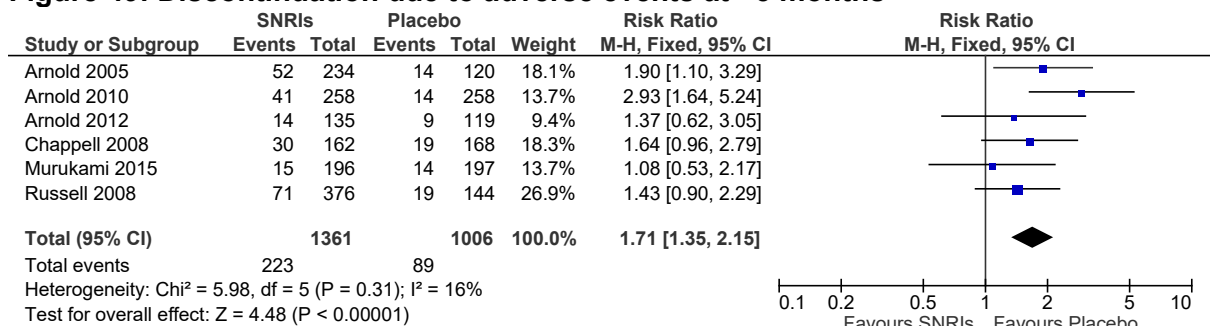 SNRIs Placebo Risk Ratio Risk Ratio
Study or Subgroup Events Total Events Total Weight M-H, Fixed, 95% CI M-H, Fixed, 95% CI
Arnold 2005 52 234 14 120 18.1% 1.90 [1.10, 3.29]
Arnold 2010 41 258 14 258 13.7% 2.93 [1.64, 5.24]
Arnold 2012 14 135 9 119 9.4% 1.37 [0.62, 3.05]
Chappell 2008 30 162 19 168 18.3% 1.64 [0.96, 2.79]
Murukami 2015 15 196 14 197 13.7% 1.08 [0.53, 2.17]
Russell 2008 71 376 19 144 26.9% 1.43 [0.90, 2.29]
Total (95% CI) 1361 1006 100.0% 1.71 [1.35, 2.15]
Total events 223 89
Heterogeneity: Chi² = 5.98, df = 5 (P = 0.31); I² = 16%
Test for overall effect: Z = 4.48 (P < 0.00001)
0.1 0.2 0.5 1 2 5 10
Favours SNRIs Favours Placebo